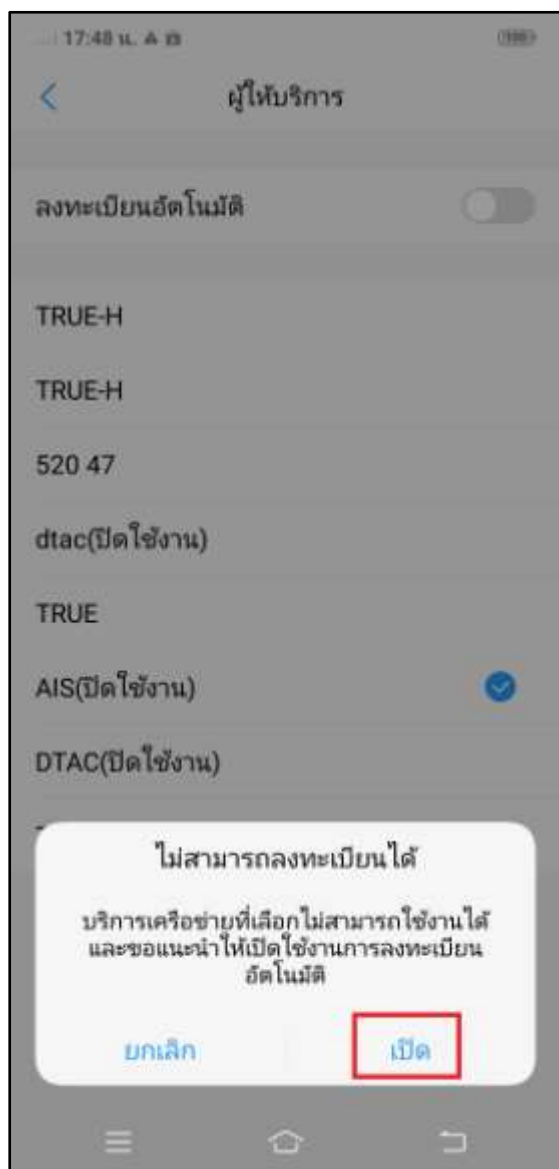 17:48 น.
ผู้ให้บริการ
ลงทะเบียนอัตโนมัติ
TRUE-H
TRUE-H
520 47
dtac(ปิดใช้งาน)
TRUE
AIS(ปิดใช้งาน)
DTAC(ปิดใช้งาน)
ไม่สามารถลงทะเบียนได้
บริการเครือข่ายที่เลือกไม่สามารถใช้งานได้
และขอแนะนำให้เปิดใช้งานการลงทะเบียน
อัตโนมัติ
ยกเลิก
เปิด